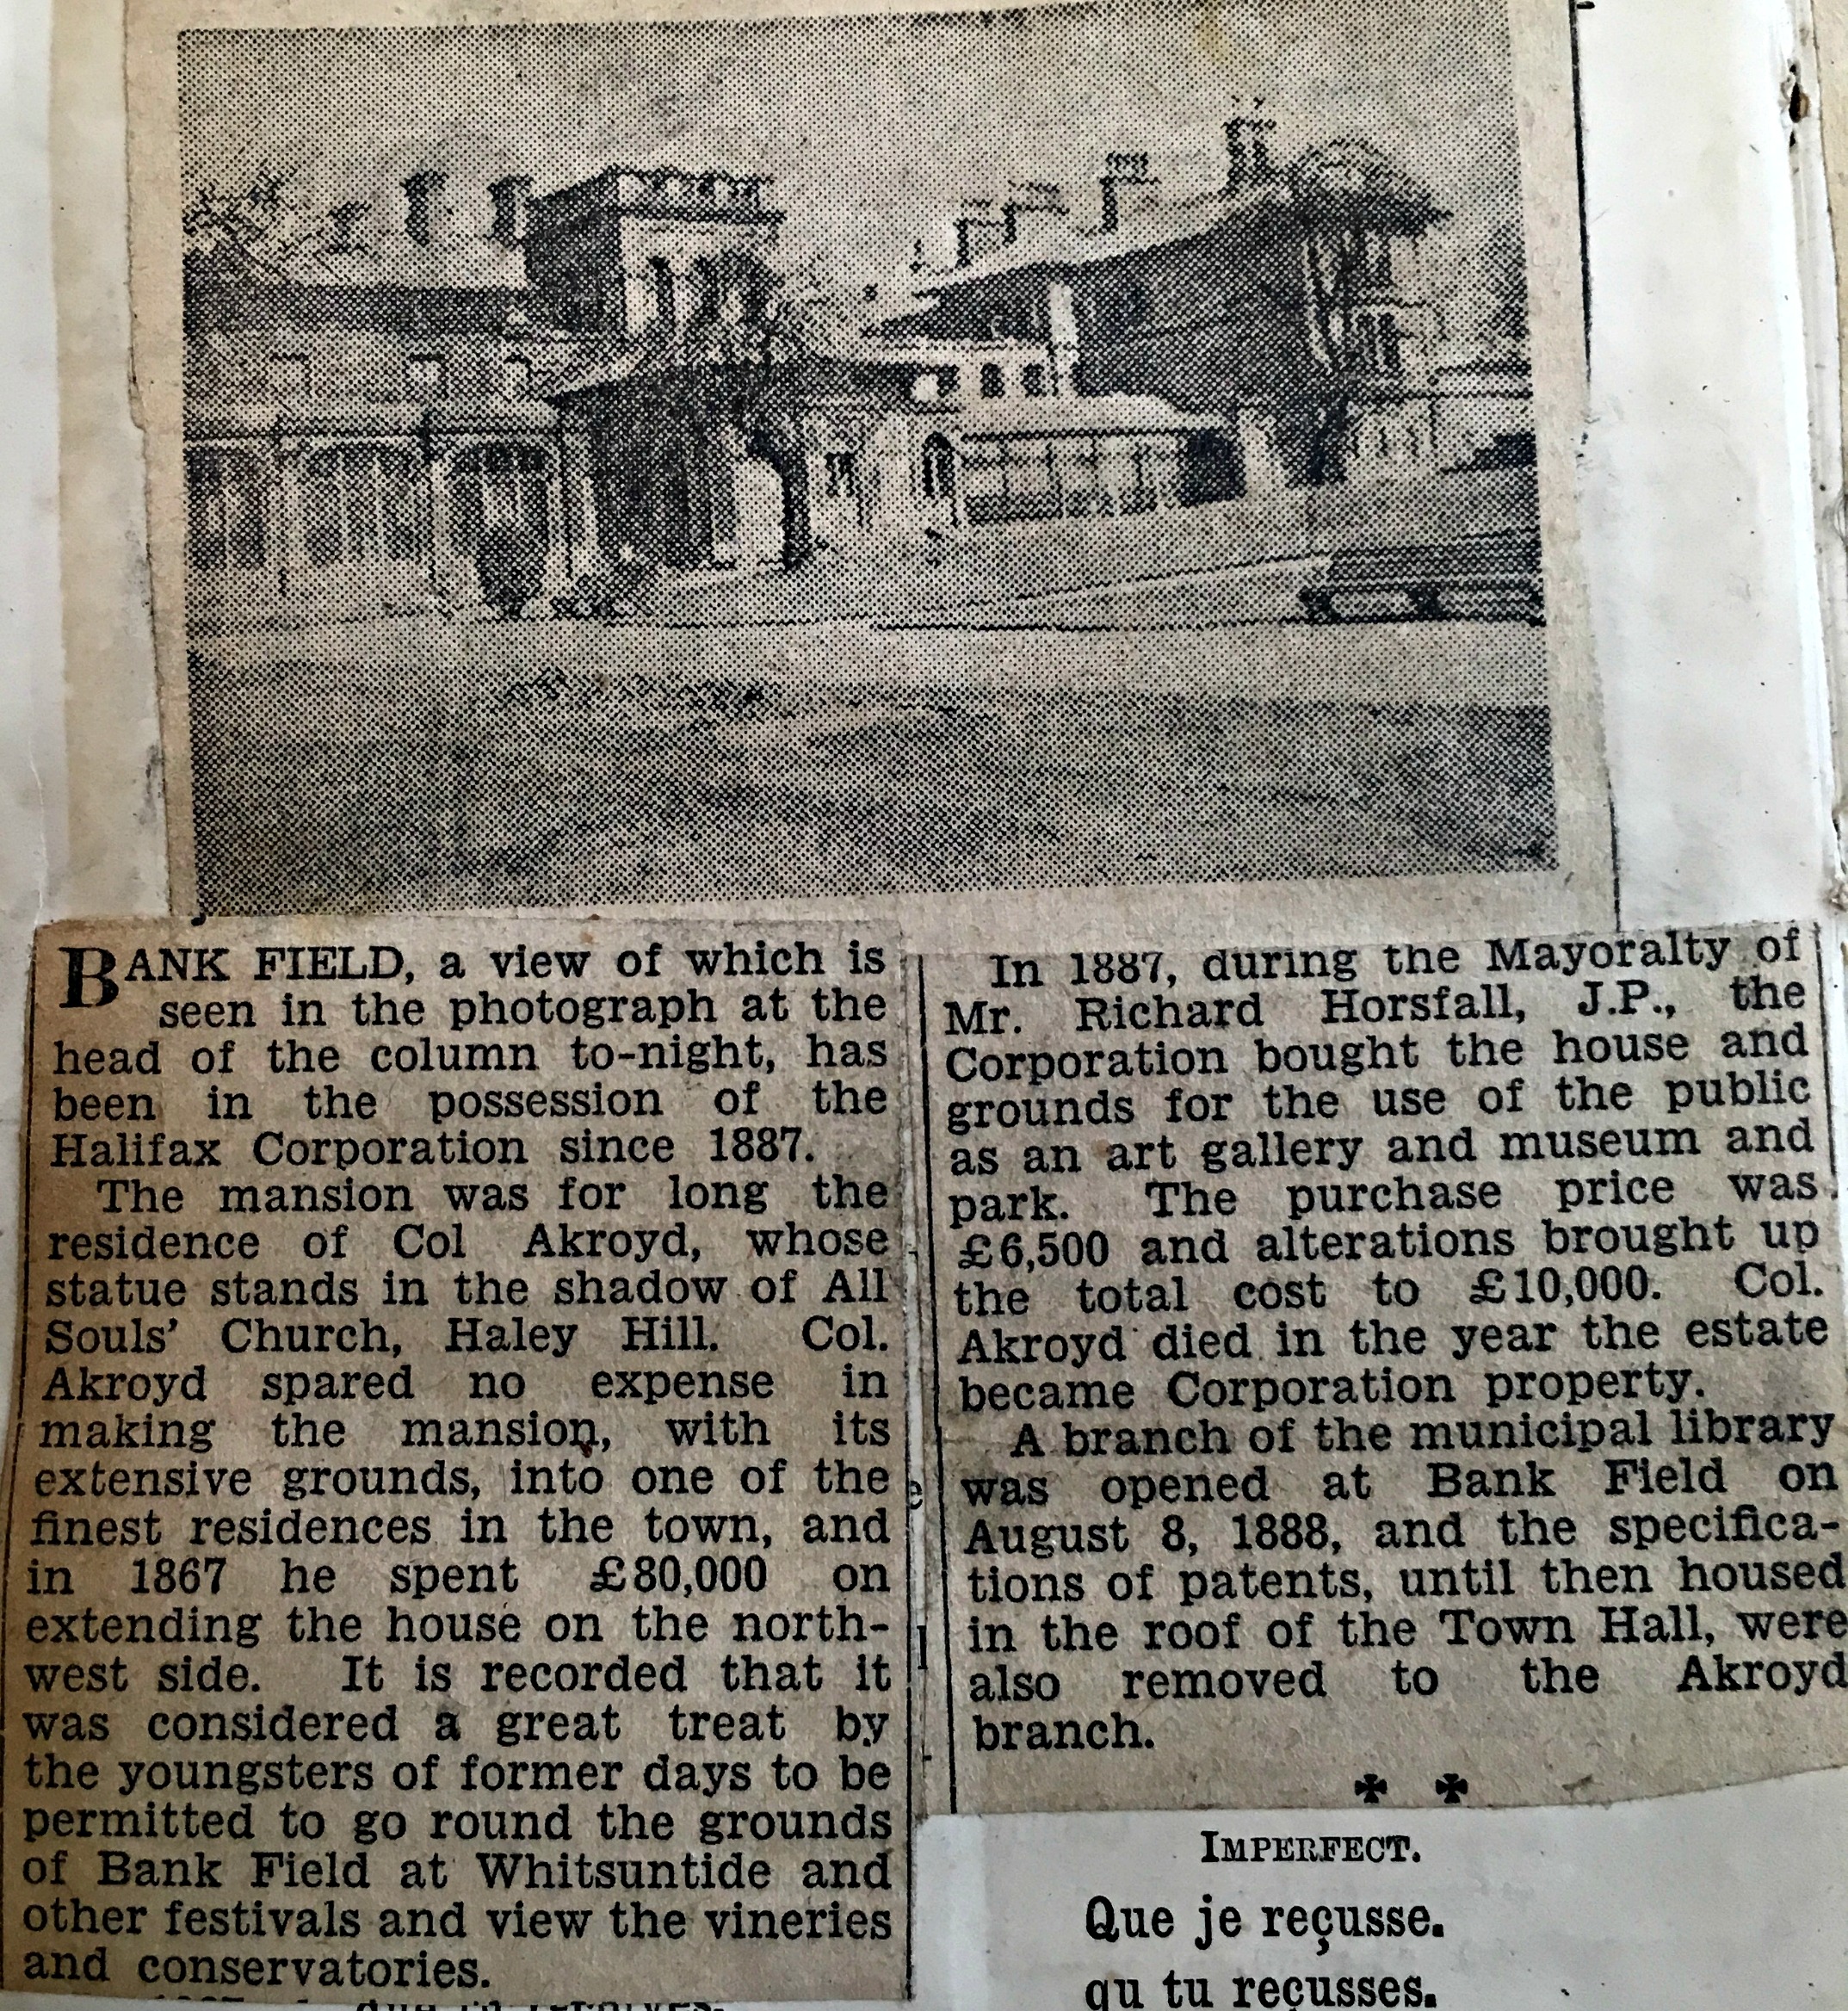 BANK FIELD, a view of which is
seen in the photograph at the
head of the column to-night, has
been in the possession of the
Halifax Corporation since 1887.
The mansion was for long the
residence of Col Akroyd, whose
statue stands in the shadow of All
Souls' Church, Haley Hill. Col.
Akroyd spared no expense in
making the mansion, with its
extensive grounds, into one of the
finest residences in the town, and
in 1867 he spent £80,000 on
extending the house on the north-
west side. It is recorded that it
was considered a great treat by
the youngsters of former days to be
permitted to go round the grounds
of Bank Field at Whitsuntide and
other festivals and view the vineries
and conservatories.
In 1887, during the Mayoralty of
Mr. Richard Horsfall, J.P., the
Corporation bought the house and
grounds for the use of the public
as an art gallery and museum and
park. The purchase price was
£6,500 and alterations brought up
the total cost to £10,000. Col.
Akroyd died in the year the estate
became Corporation property.
A branch of the municipal library
was opened at Bank Field on
August 8, 1888, and the specifica-
tions of patents, until then housed
in the roof of the Town Hall, were
also removed to the Akroyd
branch.
IMPERFECT.
Que je reçusse.
qu tu reçusses.